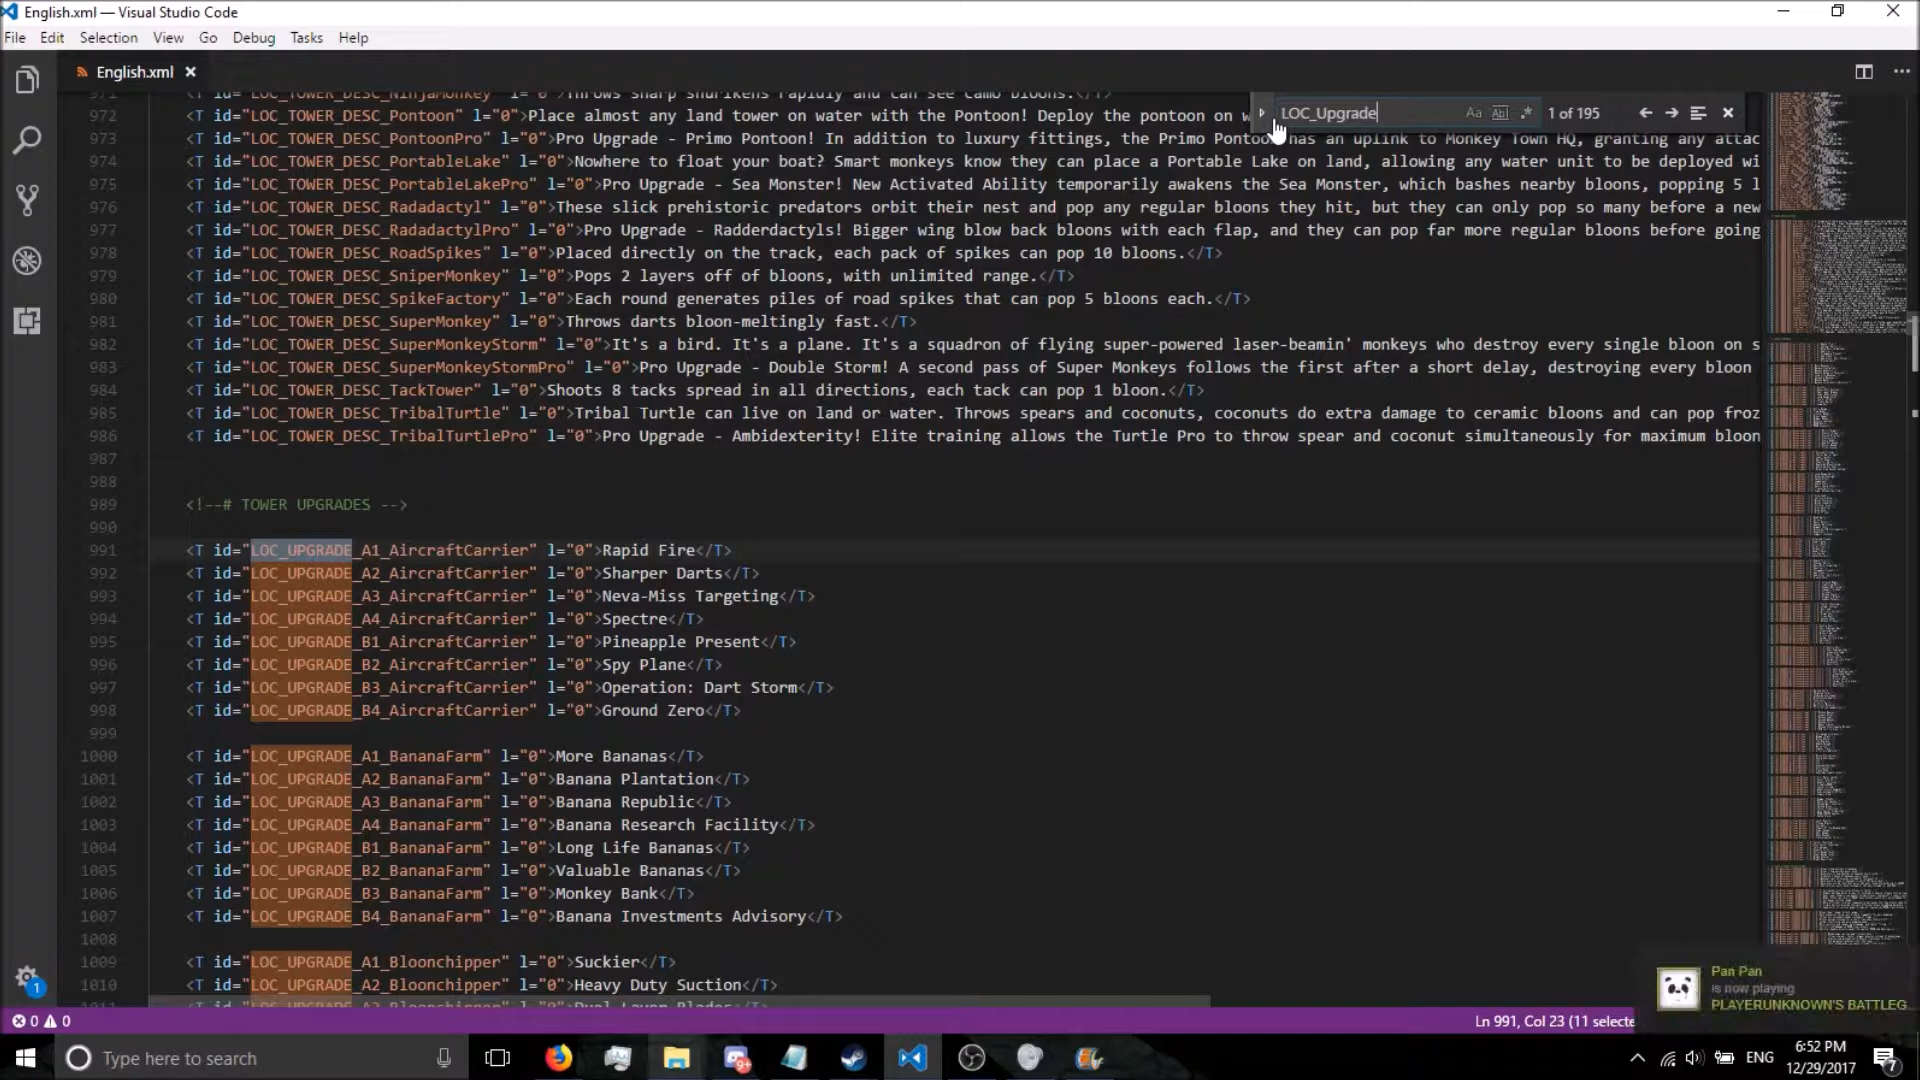 English.xml — Visual Studio Code
File Edit Selection View Go Debug Tasks Help
English.xml
971 <T id="LOC_TOWER_DESC_NinjaMonkey" l="0">Throws sharp shurikens rapidly and can see camo bloons.</T>
LOC_Upgrade Aa Abl .* 1 of 195
972 <T id="LOC_TOWER_DESC_Pontoon" l="0">Place almost any land tower on water with the Pontoon! Deploy the pontoon on w
973 <T id="LOC_TOWER_DESC_PontoonPro" l="0">Pro Upgrade - Primo Pontoon! In addition to luxury fittings, the Primo Pontoon has an uplink to Monkey Town HQ, granting any attac
974 <T id="LOC_TOWER_DESC_PortableLake" l="0">Nowhere to float your boat? Smart monkeys know they can place a Portable Lake on land, allowing any water unit to be deployed wi
975 <T id="LOC_TOWER_DESC_PortableLakePro" l="0">Pro Upgrade - Sea Monster! New Activated Ability temporarily awakens the Sea Monster, which bashes nearby bloons, popping 5 l
976 <T id="LOC_TOWER_DESC_Radadactyl" l="0">These slick prehistoric predators orbit their nest and pop any regular bloons they hit, but they can only pop so many before a new
977 <T id="LOC_TOWER_DESC_RadadactylPro" l="0">Pro Upgrade - Radderdactyls! Bigger wing blow back bloons with each flap, and they can pop far more regular bloons before going
978 <T id="LOC_TOWER_DESC_RoadSpikes" l="0">Placed directly on the track, each pack of spikes can pop 10 bloons.</T>
979 <T id="LOC_TOWER_DESC_SniperMonkey" l="0">Pops 2 layers off of bloons, with unlimited range.</T>
980 <T id="LOC_TOWER_DESC_SpikeFactory" l="0">Each round generates piles of road spikes that can pop 5 bloons each.</T>
981 <T id="LOC_TOWER_DESC_SuperMonkey" l="0">Throws darts bloon-meltingly fast.</T>
982 <T id="LOC_TOWER_DESC_SuperMonkeyStorm" l="0">It's a bird. It's a plane. It's a squadron of flying super-powered laser-beamin' monkeys who destroy every single bloon on s
983 <T id="LOC_TOWER_DESC_SuperMonkeyStormPro" l="0">Pro Upgrade - Double Storm! A second pass of Super Monkeys follows the first after a short delay, destroying every bloon
984 <T id="LOC_TOWER_DESC_TackTower" l="0">Shoots 8 tacks spread in all directions, each tack can pop 1 bloon.</T>
985 <T id="LOC_TOWER_DESC_TribalTurtle" l="0">Tribal Turtle can live on land or water. Throws spears and coconuts, coconuts do extra damage to ceramic bloons and can pop froz
986 <T id="LOC_TOWER_DESC_TribalTurtlePro" l="0">Pro Upgrade - Ambidexterity! Elite training allows the Turtle Pro to throw spear and coconut simultaneously for maximum bloon
987
988
989 <!--# TOWER UPGRADES -->
990
991 <T id="LOC_UPGRADE_A1_AircraftCarrier" l="0">Rapid Fire</T>
992 <T id="LOC_UPGRADE_A2_AircraftCarrier" l="0">Sharper Darts</T>
993 <T id="LOC_UPGRADE_A3_AircraftCarrier" l="0">Neva-Miss Targeting</T>
994 <T id="LOC_UPGRADE_A4_AircraftCarrier" l="0">Spectre</T>
995 <T id="LOC_UPGRADE_B1_AircraftCarrier" l="0">Pineapple Present</T>
996 <T id="LOC_UPGRADE_B2_AircraftCarrier" l="0">Spy Plane</T>
997 <T id="LOC_UPGRADE_B3_AircraftCarrier" l="0">Operation: Dart Storm</T>
998 <T id="LOC_UPGRADE_B4_AircraftCarrier" l="0">Ground Zero</T>
999
1000 <T id="LOC_UPGRADE_A1_BananaFarm" l="0">More Bananas</T>
1001 <T id="LOC_UPGRADE_A2_BananaFarm" l="0">Banana Plantation</T>
1002 <T id="LOC_UPGRADE_A3_BananaFarm" l="0">Banana Republic</T>
1003 <T id="LOC_UPGRADE_A4_BananaFarm" l="0">Banana Research Facility</T>
1004 <T id="LOC_UPGRADE_B1_BananaFarm" l="0">Long Life Bananas</T>
1005 <T id="LOC_UPGRADE_B2_BananaFarm" l="0">Valuable Bananas</T>
1006 <T id="LOC_UPGRADE_B3_BananaFarm" l="0">Monkey Bank</T>
1007 <T id="LOC_UPGRADE_B4_BananaFarm" l="0">Banana Investments Advisory</T>
1008
1009 <T id="LOC_UPGRADE_A1_Bloonchipper" l="0">Suckier</T>
1010 <T id="LOC_UPGRADE_A2_Bloonchipper" l="0">Heavy Duty Suction</T>
1011 <T id="LOC_UPGRADE_A3_Bloonchipper" l="0">Dual Layer Blades</T>
Pan Pan
is now playing
PLAYERUNKNOWN'S BATTLEG
1
0 0
Ln 991, Col 23 (11 selecte
Type here to search
9+
ENG
6:52 PM
12/29/2017
7